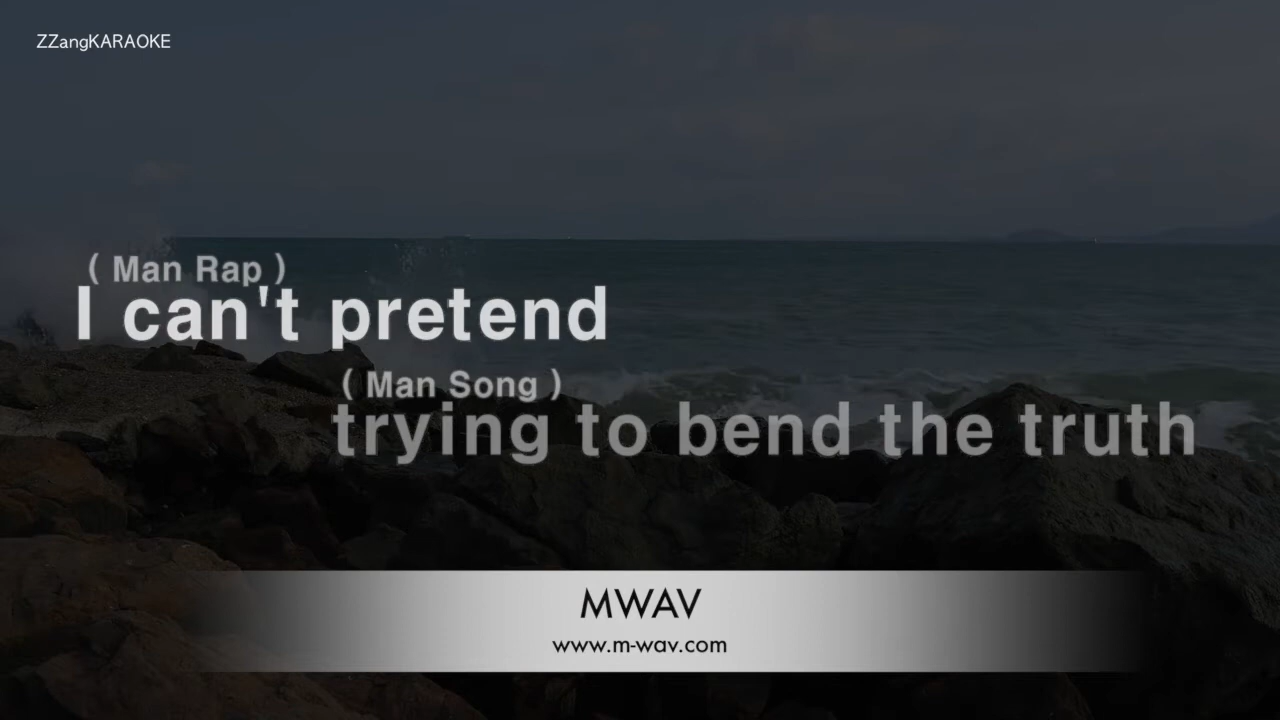 ZZangKARAOKE
( Man Rap )
I can't pretend
( Man Song )
trying to bend the truth
MWAV
www.m-wav.com